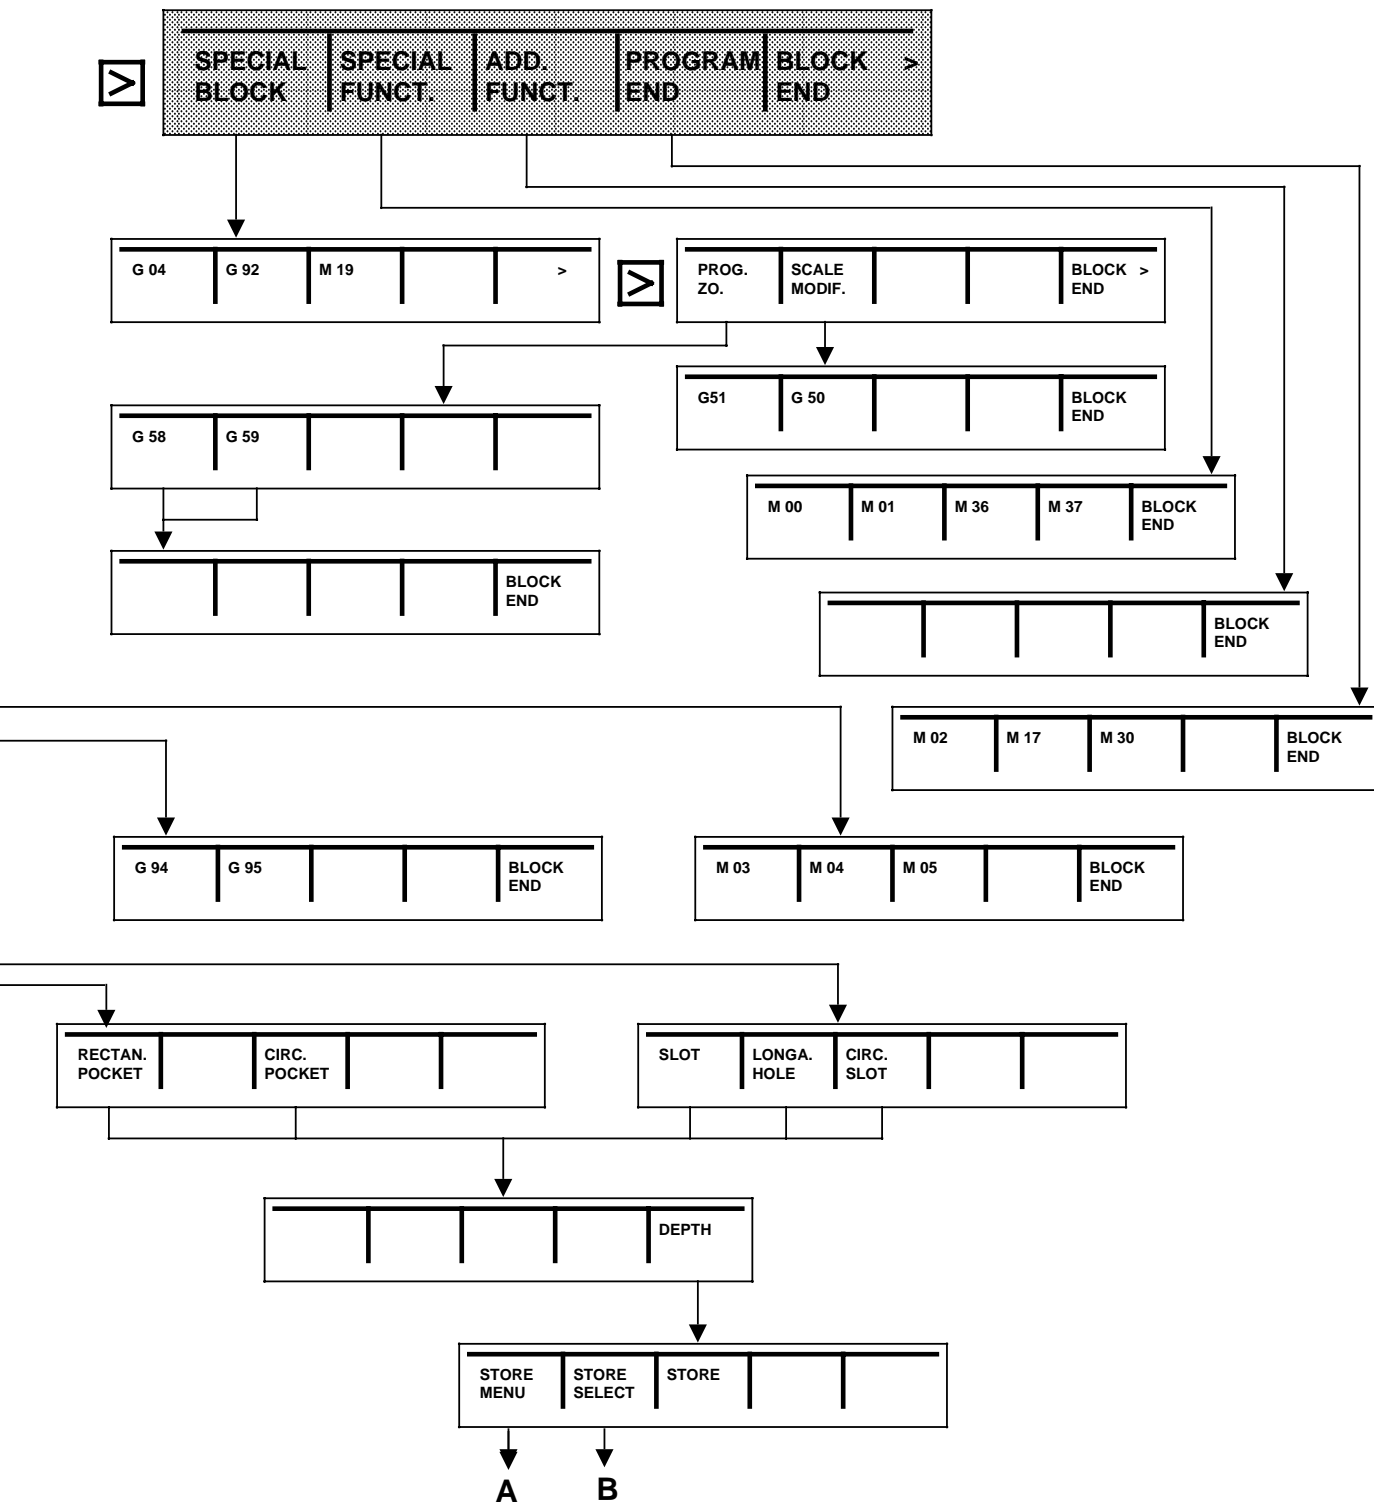 SPECIAL BLOCK
SPECIAL FUNCT.
ADD. FUNCT.
PROGRAM END
BLOCK END
>
>
G 04
G 92
M 19
>
>
PROG. ZO.
SCALE MODIF.
BLOCK END
>
G51
G 50
BLOCK END
G 58
G 59
M 00
M 01
M 36
M 37
BLOCK END
BLOCK END
BLOCK END
M 02
M 17
M 30
BLOCK END
G 94
G 95
BLOCK END
M 03
M 04
M 05
BLOCK END
RECTAN. POCKET
CIRC. POCKET
SLOT
LONGA. HOLE
CIRC. SLOT
DEPTH
STORE MENU
STORE SELECT
STORE
A
B